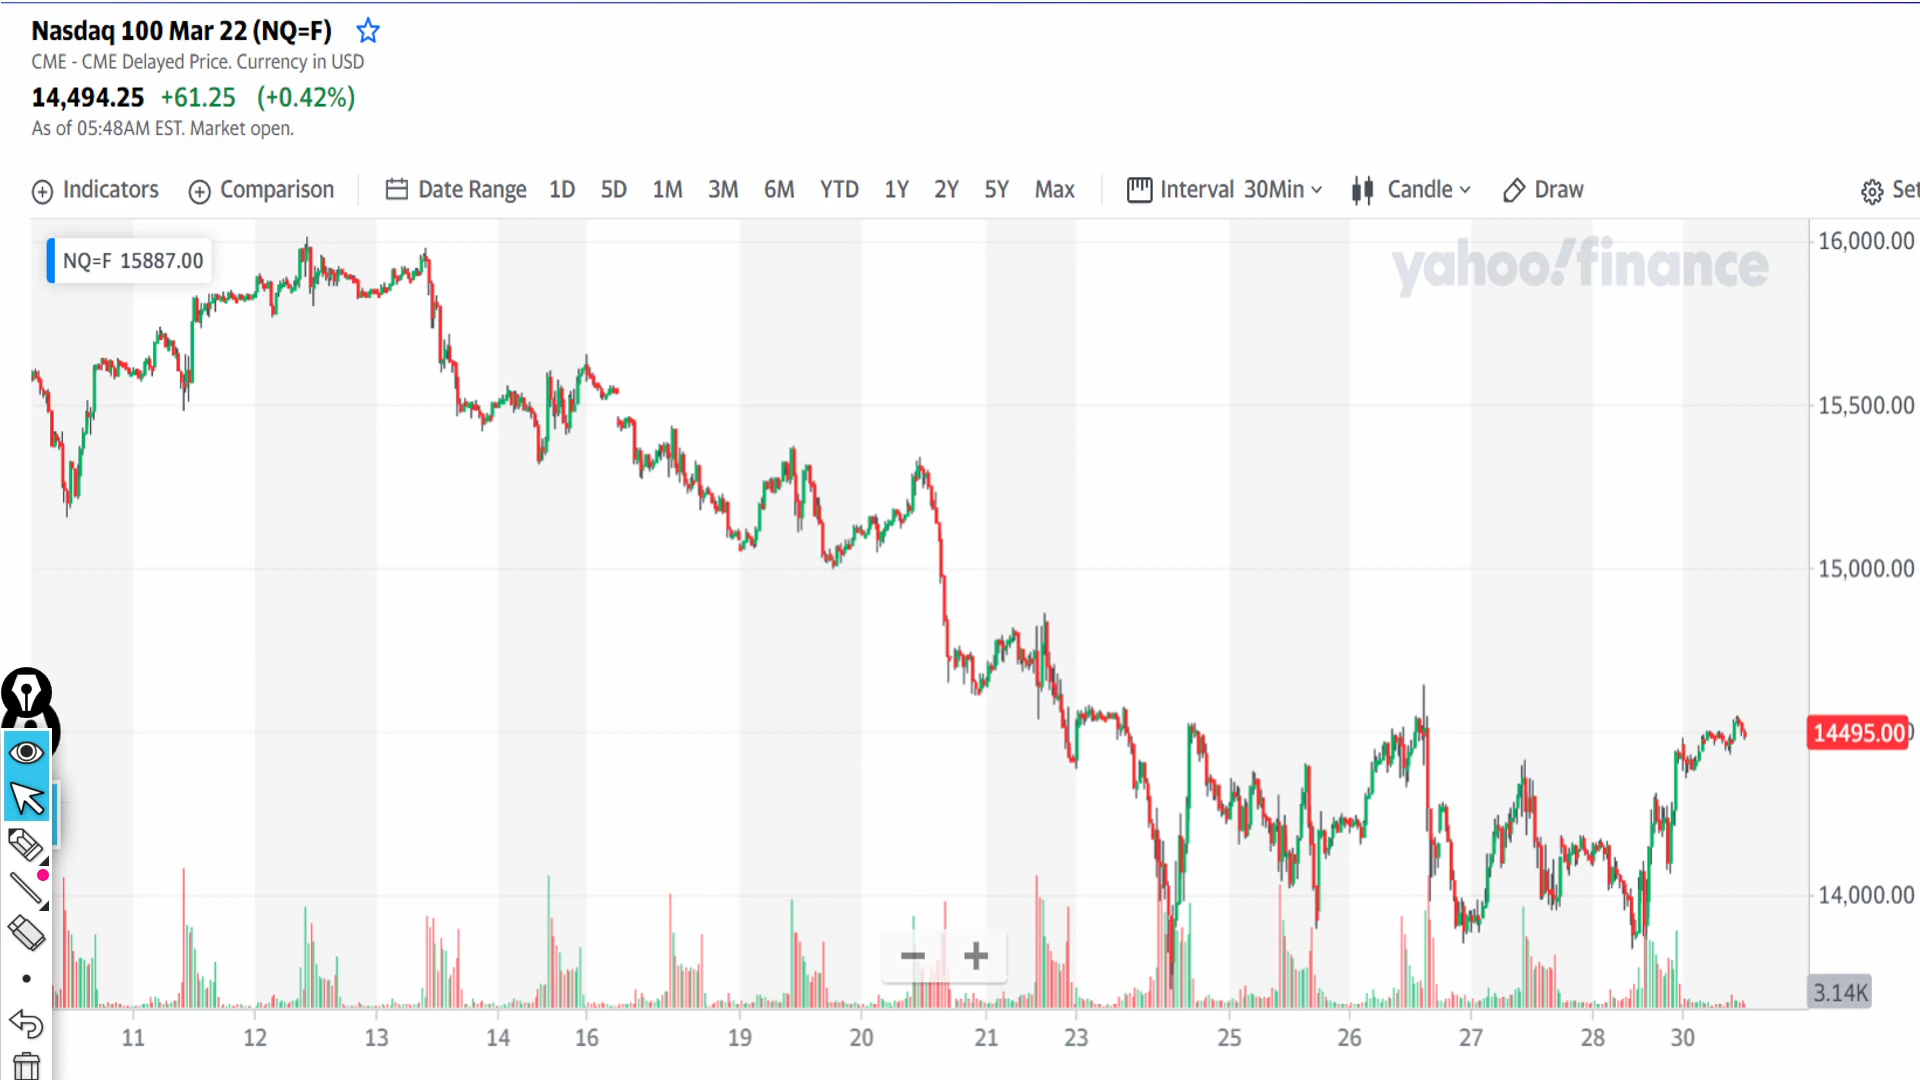 Nasdaq 100 Mar 22 (NQ=F)
CME - CME Delayed Price. Currency in USD
14,494.25 +61.25 (+0.42%)
As of 05:48AM EST. Market open.
Indicators Comparison Date Range 1D 5D 1M 3M 6M YTD 1Y 2Y 5Y Max Interval 30Min Candle Draw Set
NQ=F 15887.00
yahoo!finance
16,000.00
15,500.00
15,000.00
14495.00
14,000.00
3.14K
11 12 13 14 16 19 20 21 23 25 26 27 28 30